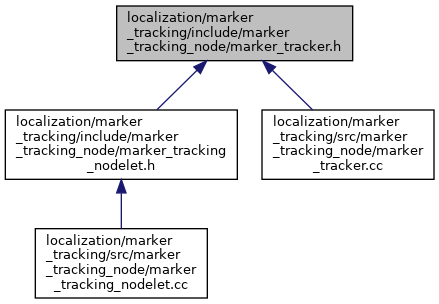 localization/marker
_tracking/include/marker
_tracking_node/marker_tracker.h
localization/marker
_tracking/include/marker
_tracking_node/marker_tracking
_nodelet.h
localization/marker
_tracking/src/marker
_tracking_node/marker
_tracker.cc
localization/marker
_tracking/src/marker
_tracking_node/marker
_tracking_nodelet.cc